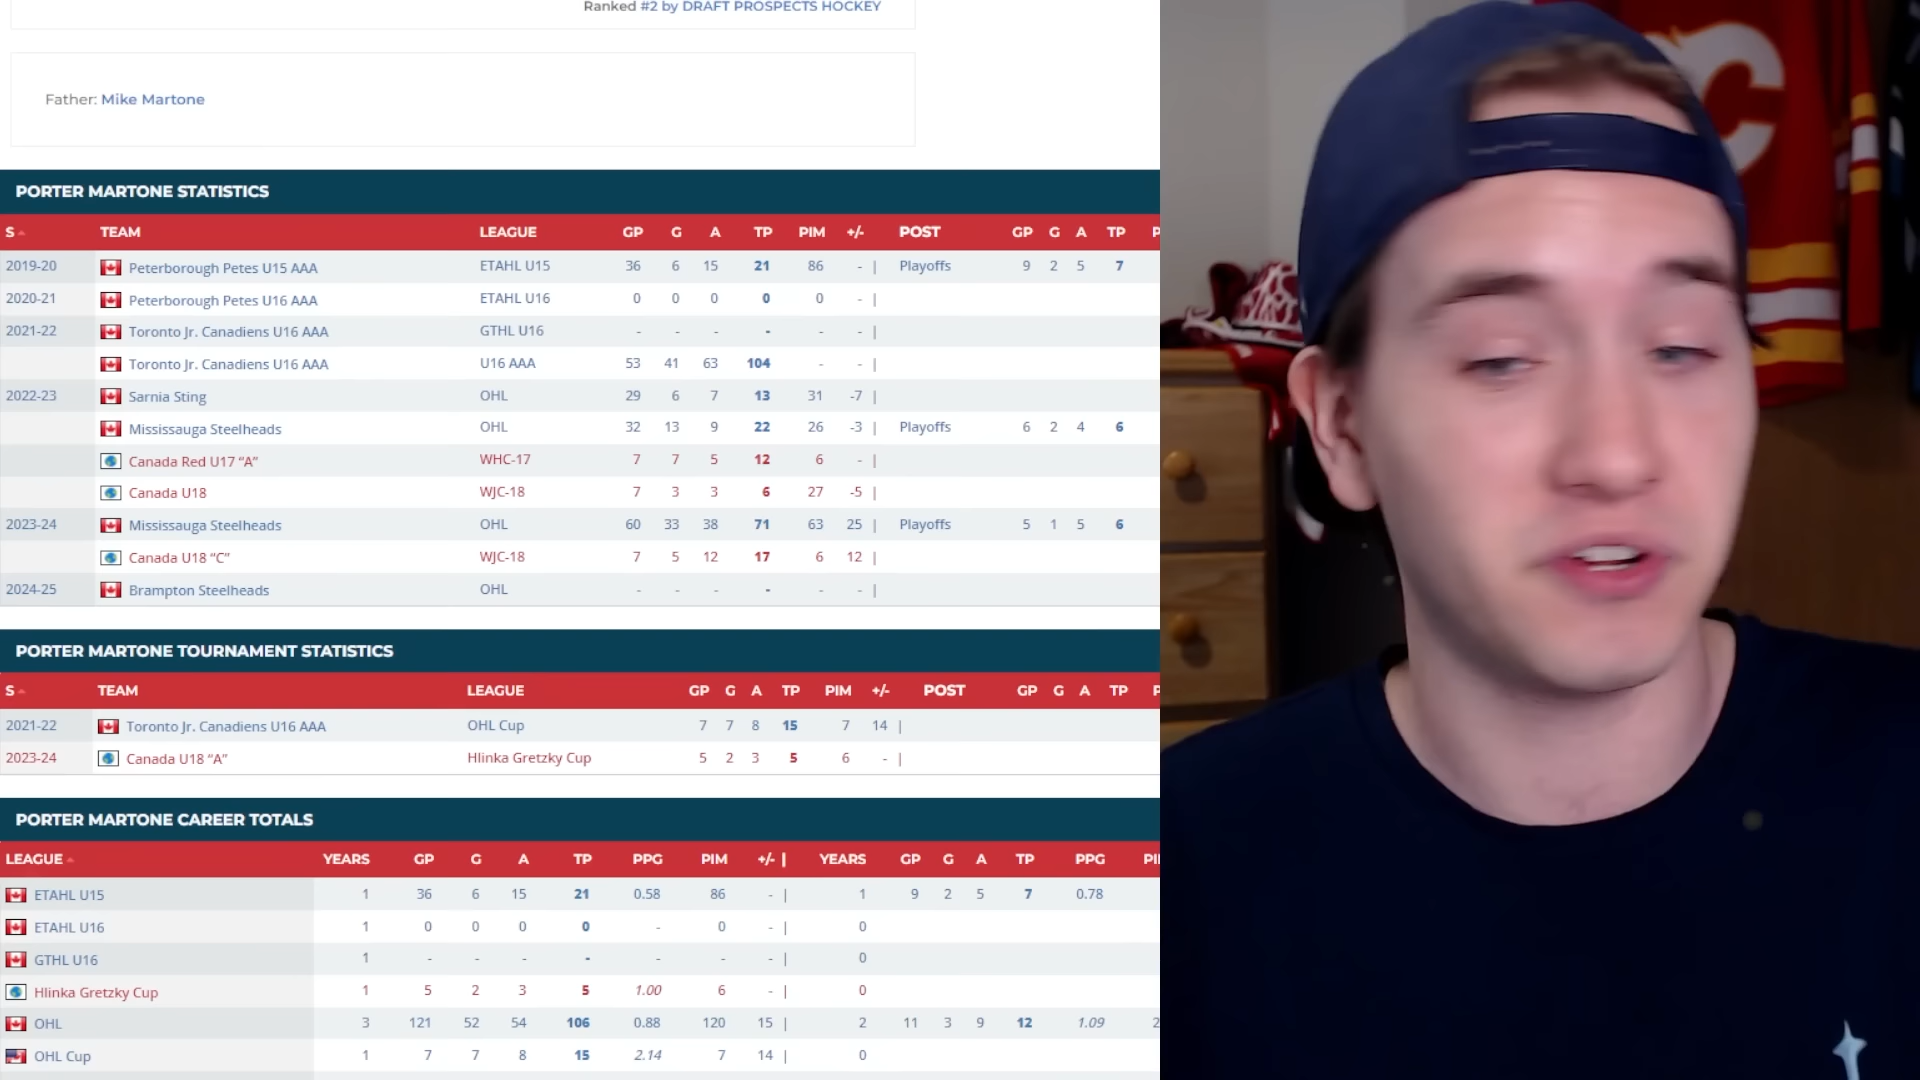 Ranked #2 by DRAFT PROSPECTS HOCKEY
Father: Mike Martone
PORTER MARTONE STATISTICS
S TEAM LEAGUE GP G A TP PIM +/- POST GP G A TP P
2019-20 Peterborough Petes U15 AAA ETAHL U15 36 6 15 21 86 - | Playoffs 9 2 5 7
2020-21 Peterborough Petes U16 AAA ETAHL U16 0 0 0 0 0 - |
2021-22 Toronto Jr. Canadiens U16 AAA GTHL U16 - - - - - - |
Toronto Jr. Canadiens U16 AAA U16 AAA 53 41 63 104 - - |
2022-23 Sarnia Sting OHL 29 6 7 13 31 -7 |
Mississauga Steelheads OHL 32 13 9 22 26 -3 | Playoffs 6 2 4 6
Canada Red U17 “A” WHC-17 7 7 5 12 6 - |
Canada U18 WJC-18 7 3 3 6 27 -5 |
2023-24 Mississauga Steelheads OHL 60 33 38 71 63 25 | Playoffs 5 1 5 6
Canada U18 “C” WJC-18 7 5 12 17 6 12 |
2024-25 Brampton Steelheads OHL - - - - - - |
PORTER MARTONE TOURNAMENT STATISTICS
S TEAM LEAGUE GP G A TP PIM +/- POST GP G A TP P
2021-22 Toronto Jr. Canadiens U16 AAA OHL Cup 7 7 8 15 7 14 |
2023-24 Canada U18 “A” Hlinka Gretzky Cup 5 2 3 5 6 - |
PORTER MARTONE CAREER TOTALS
LEAGUE YEARS GP G A TP PPG PIM +/- | YEARS GP G A TP PPG PI
ETAHL U15 1 36 6 15 21 0.58 86 - | 1 9 2 5 7 0.78
ETAHL U16 1 0 0 0 0 - 0 - | 0
GTHL U16 1 - - - - - - - | 0
Hlinka Gretzky Cup 1 5 2 3 5 1.00 6 - | 0
OHL 3 121 52 54 106 0.88 120 15 | 2 11 3 9 12 1.09 2
OHL Cup 1 7 7 8 15 2.14 7 14 | 0